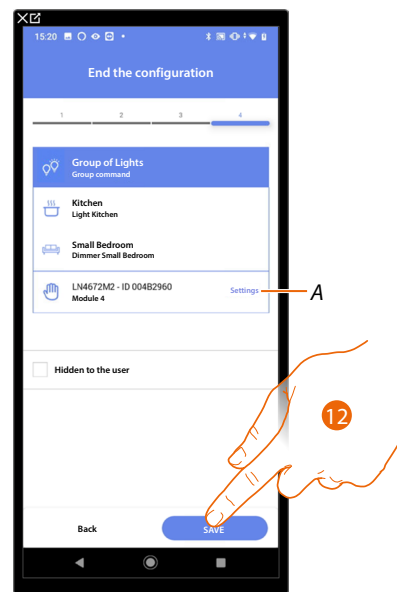 15:20
End the configuration
1 2 3 4
Group of Lights
Group command
Kitchen
Light Kitchen
Small Bedroom
Dimmer Small Bedroom
LN4672M2 - ID 004B2960
Module 4
Settings
A
Hidden to the user
12
Back
SAVE